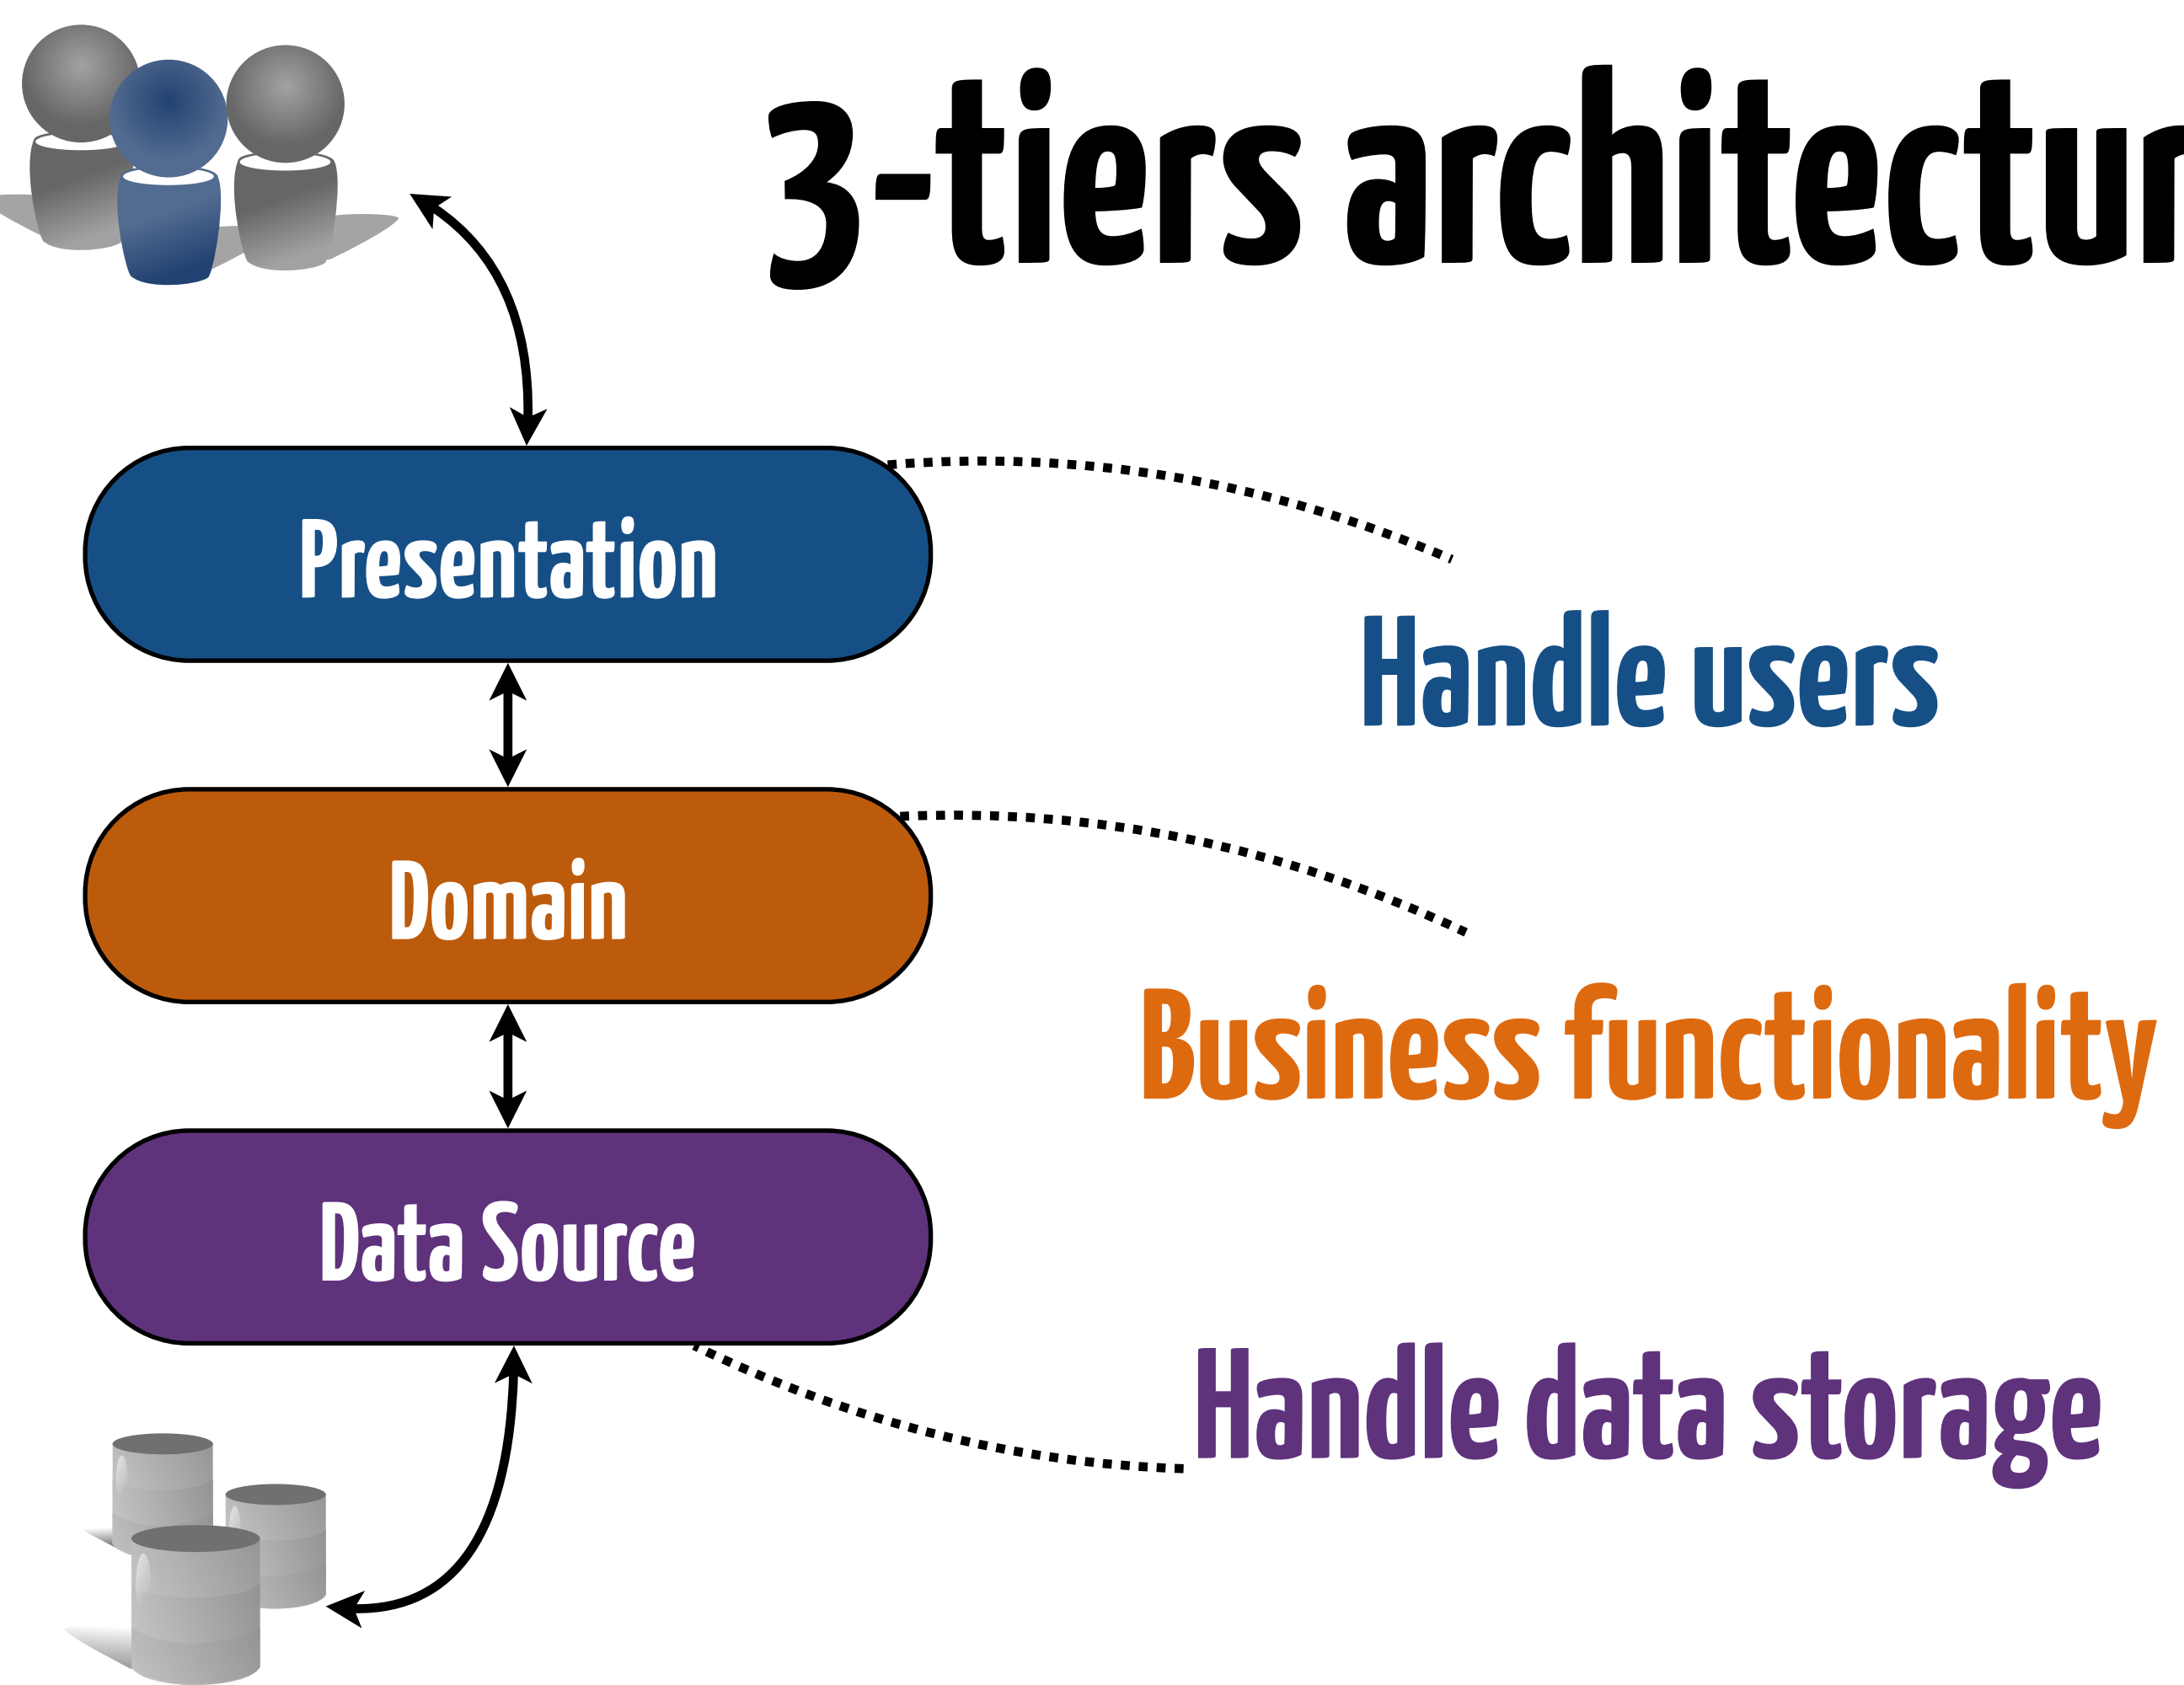 3-tiers architectur
Presentation
Handle users
Domain
Business functionality
Data Source
Handle data storage